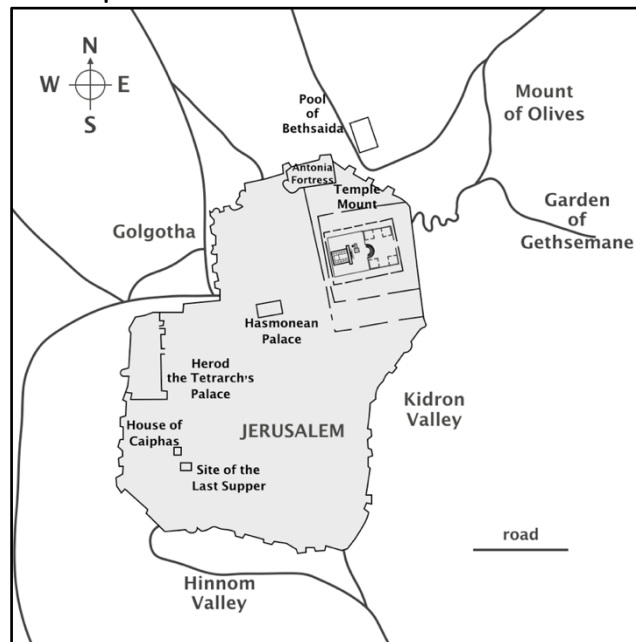 N
W E
S
Pool
of
Bethsaida
Mount
of Olives
Antonia
Fortress
Temple
Mount
Garden
of
Gethsemane
Golgotha
Hasmonean
Palace
Herod
the Tetrarch's
Palace
Kidron
Valley
House of
Caiphas
JERUSALEM
Site of the
Last Supper
road
Hinnom
Valley